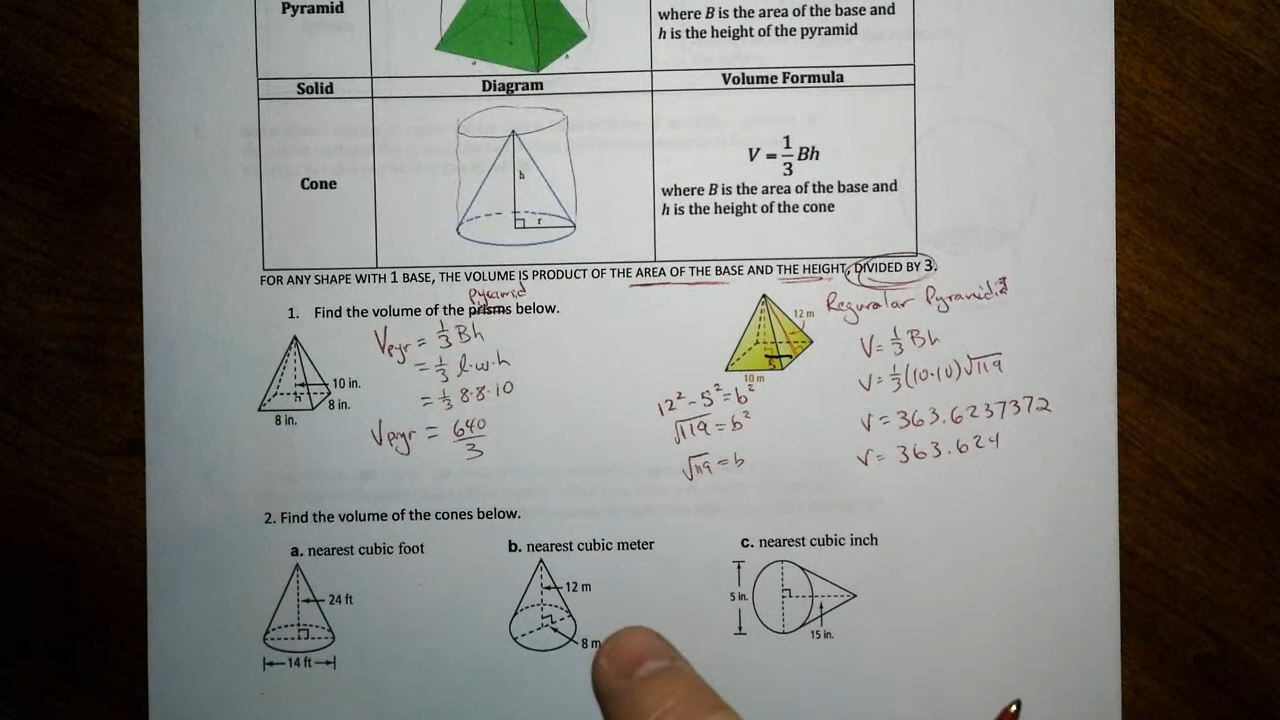 Pyramid
where B is the area of the base and
h is the height of the pyramid
Solid
Diagram
Volume Formula
Cone
h
r
V = 1/3 Bh
where B is the area of the base and
h is the height of the cone
FOR ANY SHAPE WITH 1 BASE, THE VOLUME IS PRODUCT OF THE AREA OF THE BASE AND THE HEIGHT, DIVIDED BY 3.
pyramid
1. Find the volume of the prisms below.
10 in.
8 in.
8 in.
Vpyr = 1/3 Bh
= 1/3 l·w·h
= 1/3 8·8·10
Vpyr = 640/3
12 m
5
10 m
12² - 5² = b²
√119 = b²
√119 = b
Regurolar Pyramid
V = 1/3 Bh
V = 1/3 (10·10)√119
V = 363.6237372
V = 363.624
2. Find the volume of the cones below.
a. nearest cubic foot
24 ft
14 ft
b. nearest cubic meter
12 m
8 m
c. nearest cubic inch
5 in.
15 in.